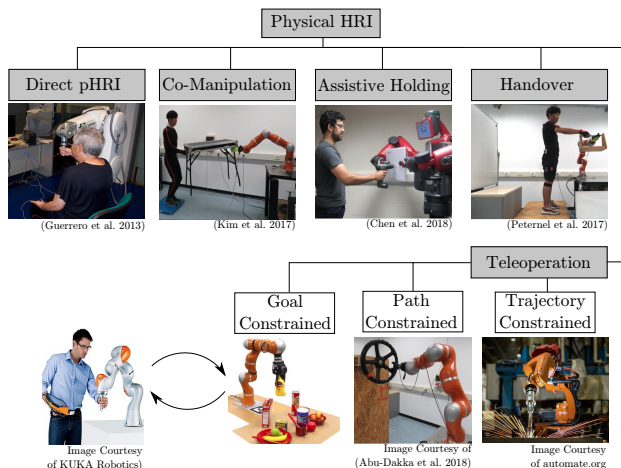 Physical HRI
Direct pHRI
Co-Manipulation
Assistive Holding
Handover
(Guerrero et al. 2013)
(Kim et al. 2017)
(Chen et al. 2018)
(Peternel et al. 2017)
Teleoperation
Goal
Constrained
Path
Constrained
Trajectory
Constrained
Image Courtesy
of KUKA Robotics)
Image Courtesy of
(Abu-Dakka et al. 2018)
Image Courtesy
of automate.org